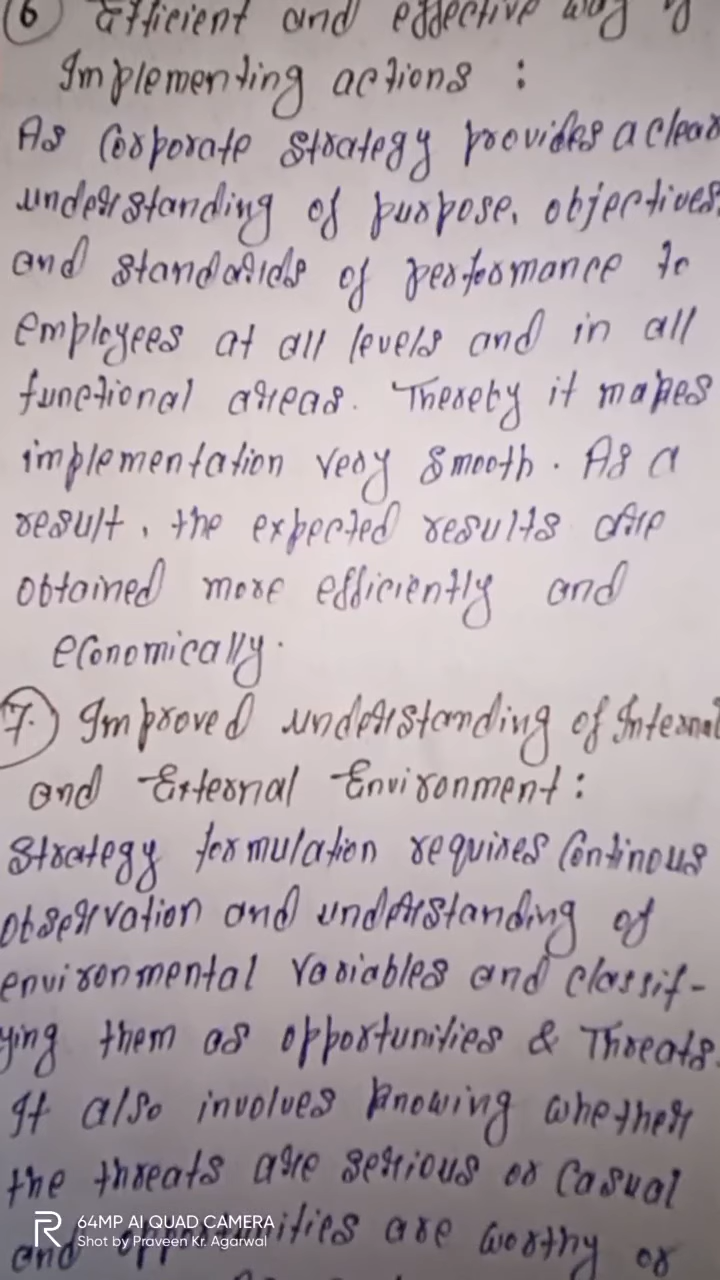 6 Efficient and effective way of
Implementing actions :
As Corporate Strategy provides a clear
understanding of purpose, objectives,
and standards of performance to
employees at all levels and in all
functional areas. Thereby it makes
implementation very smooth. As a
result, the expected results are
obtained more efficiently and
economically.
7. Improved understanding of Internal
and External Environment :
Strategy formulation requires Continous
observation and understanding of
environmental variables and classif-
ying them as opportunities & Threats.
It also involves knowing whether
the threats are serious or casual
and opportunities are worthy or
R
64MP AI QUAD CAMERA
Shot by Praveen Kr. Agarwal